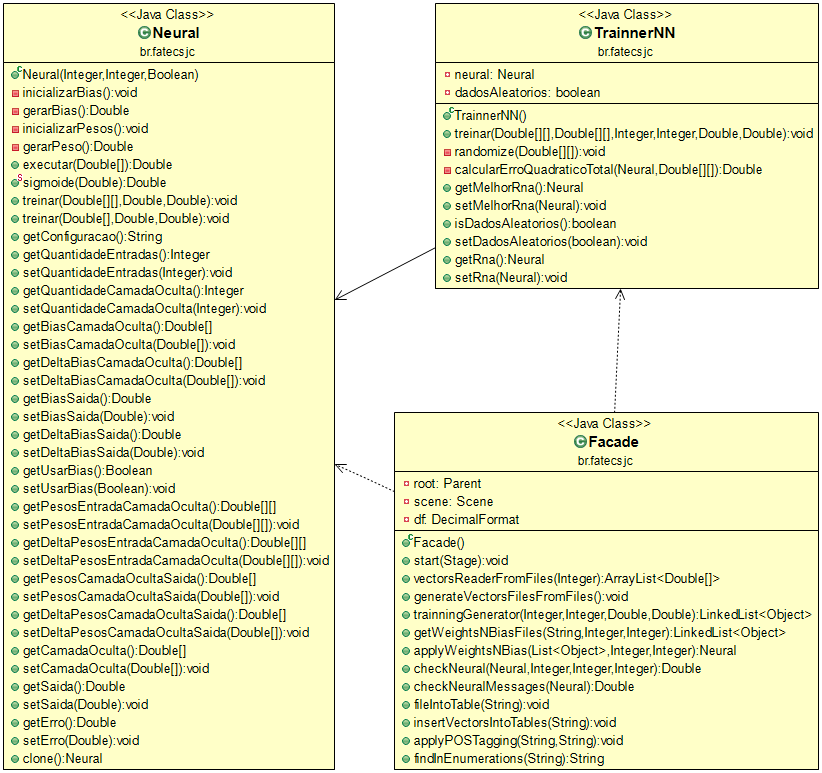 <<Java Class>>
Neural
br.fatecsjc
Neural(Integer,Integer,Boolean)
inicializarBias():void
gerarBias():Double
inicializarPesos():void
gerarPeso():Double
executar(Double[]):Double
sigmoide(Double):Double
treinar(Double[][],Double,Double):void
treinar(Double[],Double,Double):void
getConfiguracao():String
getQuantidadeEntradas():Integer
setQuantidadeEntradas(Integer):void
getQuantidadeCamadaOculta():Integer
setQuantidadeCamadaOculta(Integer):void
getBiasCamadaOculta():Double[]
setBiasCamadaOculta(Double[]):void
getDeltaBiasCamadaOculta():Double[]
setDeltaBiasCamadaOculta(Double[]):void
getBiasSaida():Double
setBiasSaida(Double):void
getDeltaBiasSaida():Double
setDeltaBiasSaida(Double):void
getUsarBias():Boolean
setUsarBias(Boolean):void
getPesosEntradaCamadaOculta():Double[][]
setPesosEntradaCamadaOculta(Double[][]):void
getDeltaPesosEntradaCamadaOculta():Double[][]
setDeltaPesosEntradaCamadaOculta(Double[][]):void
getPesosCamadaOcultaSaida():Double[]
setPesosCamadaOcultaSaida(Double[]):void
getDeltaPesosCamadaOcultaSaida():Double[]
setDeltaPesosCamadaOcultaSaida(Double[]):void
getCamadaOculta():Double[]
setCamadaOculta(Double[]):void
getSaida():Double
setSaida(Double):void
getErro():Double
setErro(Double):void
clone():Neural
<<Java Class>>
TrainnerNN
br.fatecsjc
neural: Neural
dadosAleatorios: boolean
TrainnerNN()
treinar(Double[][],Double[][],Integer,Integer,Double,Double):void
randomize(Double[][]):void
calcularErroQuadraticoTotal(Neural,Double[][]):Double
getMelhorRna():Neural
setMelhorRna(Neural):void
isDadosAleatorios():boolean
setDadosAleatorios(boolean):void
getRna():Neural
setRna(Neural):void
<<Java Class>>
Facade
br.fatecsjc
root: Parent
scene: Scene
df: DecimalFormat
Facade()
start(Stage):void
vectorsReaderFromFiles(Integer):ArrayList<Double[]>
generateVectorsFilesFromFiles():void
trainningGenerator(Integer,Integer,Double,Double):LinkedList<Object>
getWeightsNBiasFiles(String,Integer,Integer):LinkedList<Object>
applyWeightsNBias(List<Object>,Integer,Integer):Neural
checkNeural(Neural,Integer,Integer,Integer):Double
checkNeuralMessages(Neural):Double
fileIntoTable(String):void
insertVectorsIntoTables(String):void
applyPOSTagging(String,String):void
findInEnumerations(String):String